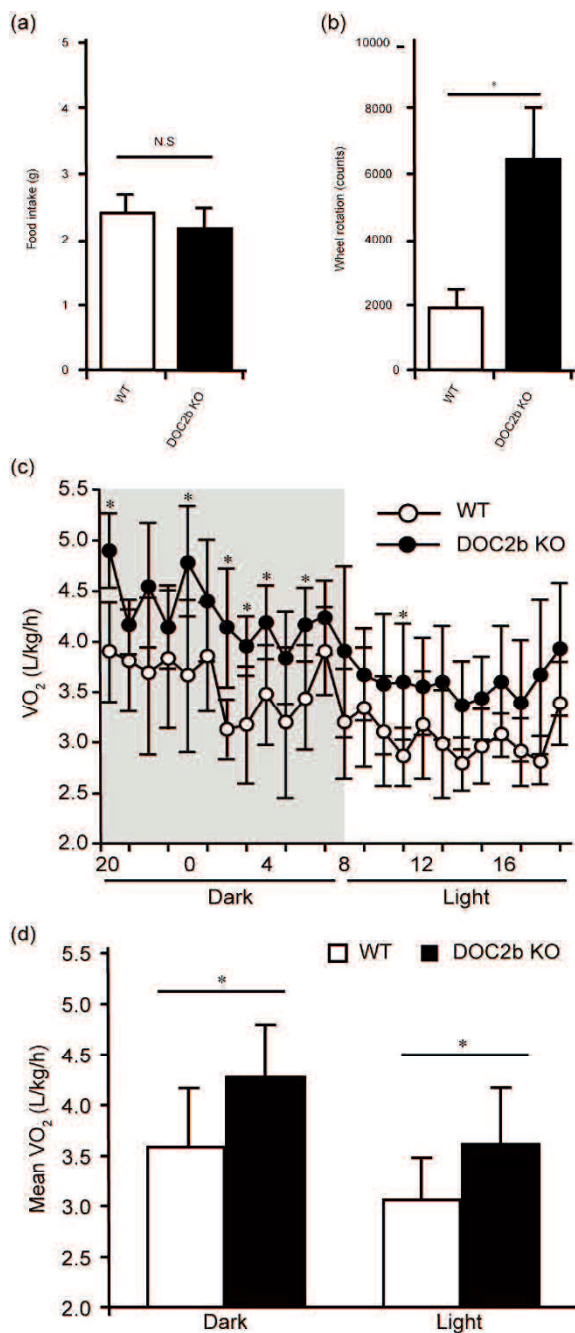 (a)
5
4
3
2
1
0
Food intake (g)
N.S
WT
DOC2b KO
(b)
10000
8000
6000
4000
2000
0
Wheel rotation (counts)
*
WT
DOC2b KO
(c)
5.5
5.0
4.5
4.0
3.5
3.0
2.5
2.0
VO2 (L/kg/h)
* * * * * * *
WT
DOC2b KO
20 0 4 8 12 16
Dark Light
(d)
5.5
5.0
4.5
4.0
3.5
3.0
2.5
2.0
Mean VO2 (L/kg/h)
WT DOC2b KO
*
*
Dark Light